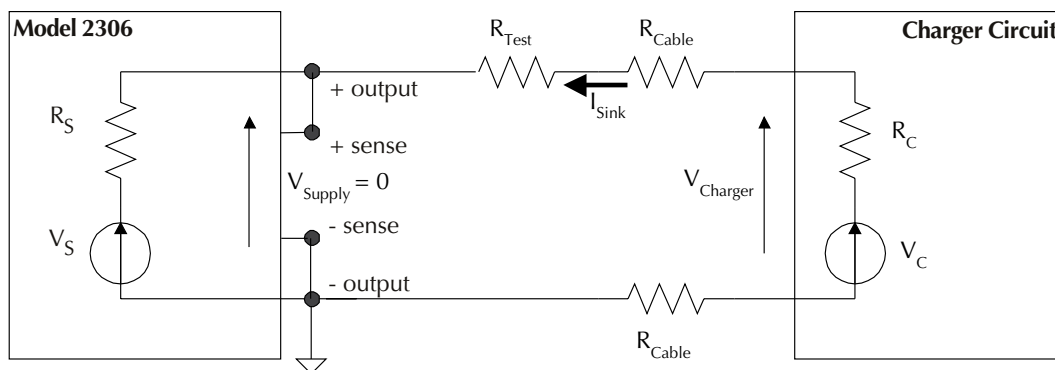 Model 2306
R_Test
R_Cable
Charger Circuit
+ output
I_Sink
R_S
+ sense
R_C
V_Supply = 0
V_Charger
- sense
V_S
V_C
- output
R_Cable